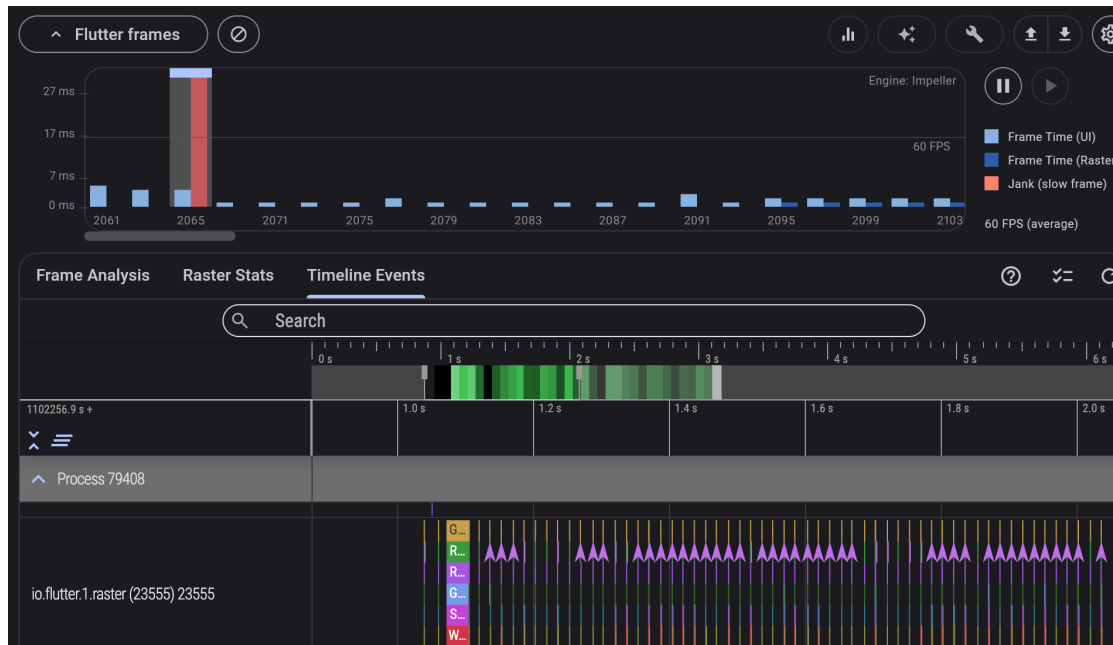 Flutter frames
Engine: Impeller
27 ms
17 ms
60 FPS
7 ms
0 ms
2061 2065 2071 2075 2079 2083 2087 2091 2095 2099 2103
Frame Time (UI)
Frame Time (Raster
Jank (slow frame)
60 FPS (average)
Frame Analysis Raster Stats Timeline Events
Search
0 s 1 s 2 s 3 s 4 s 5 s 6 s
1102256.9 s + 1.0 s 1.2 s 1.4 s 1.6 s 1.8 s 2.0 s
Process 79408
G...
R...
R...
io.flutter.1.raster (23555) 23555
G...
S...
W...